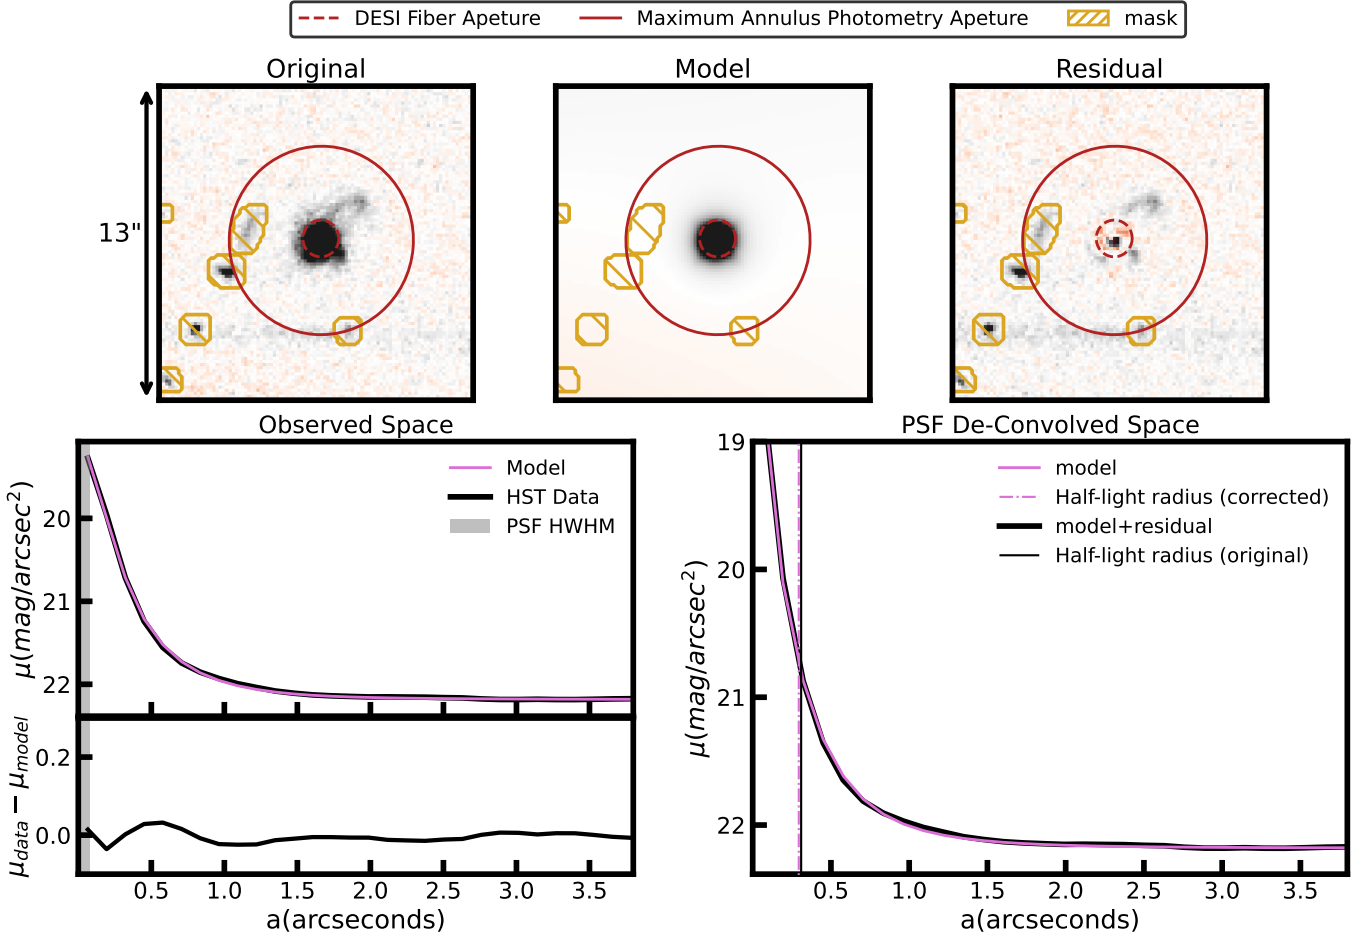 DESI Fiber Apeture
Maximum Annulus Photometry Apeture
mask
Original
Model
Residual
13"
Observed Space
Model
HST Data
PSF HWHM
μ(mag/arcsec²)
20
21
22
μdata − μmodel
0.2
0.0
0.5 1.0 1.5 2.0 2.5 3.0 3.5
a(arcseconds)
PSF De-Convolved Space
model
Half-light radius (corrected)
model+residual
Half-light radius (original)
μ(mag/arcsec²)
19
20
21
22
0.5 1.0 1.5 2.0 2.5 3.0 3.5
a(arcseconds)